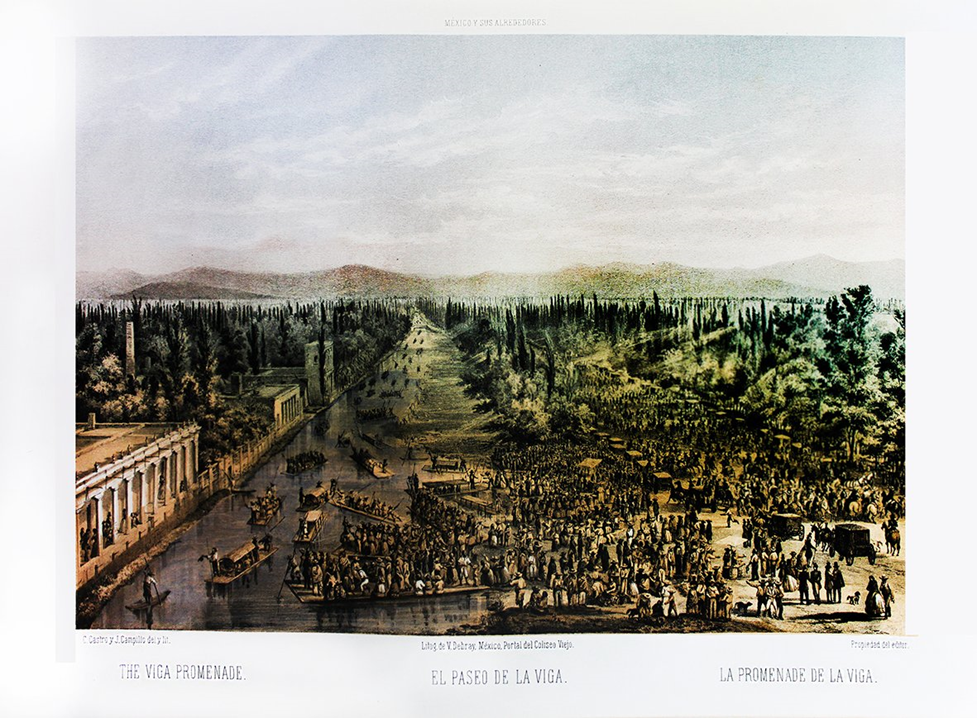 MEXICO Y SUS ALREDEDORES.
C. Castro y J. Campillo del. y lit.
Litog. de V. Debray, México, Portal del Coliseo Viejo.
Propiedad del editor.
THE VIGA PROMENADE.
EL PASEO DE LA VIGA.
LA PROMENADE DE LA VIGA.